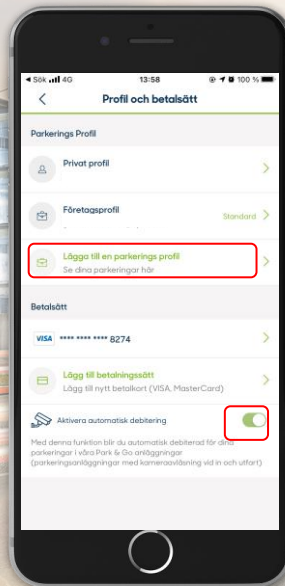 Sök 4G 13:58 100 %
Profil och betalsätt
Parkerings Profil
Privat profil
Företagsprofil
Standard
Lägga till en parkerings profil
Se dina parkeringar här
Betalsätt
VISA **** **** **** 8274
Lägg till betalningssätt
Lägg till nytt betalkort (VISA, MasterCard)
Aktivera automatisk debitering
Med denna funktion blir du automatisk debiterad för dina
parkeringar i våra Park & Go anläggningar
(parkeringsanläggningar med kameraavläsning vid in och utfart)